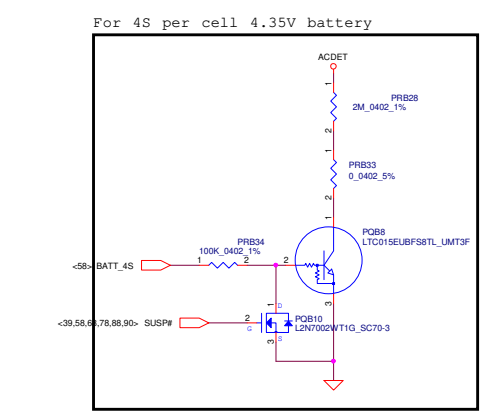 For 4S per cell 4.35V battery
ACDET
1
PRB28
2M_0402_1%
2
1
PRB33
0_0402_5%
2
1
PQB8
LTC015EUBFS8TL_UMT3F
PRB34
100K_0402_1%
<58> BATT_4S
1
2
2
3
1
D
<39,58,63,78,88,90> SUSP#
2
G
PQB10
L2N7002WT1G_SC70-3
3
S